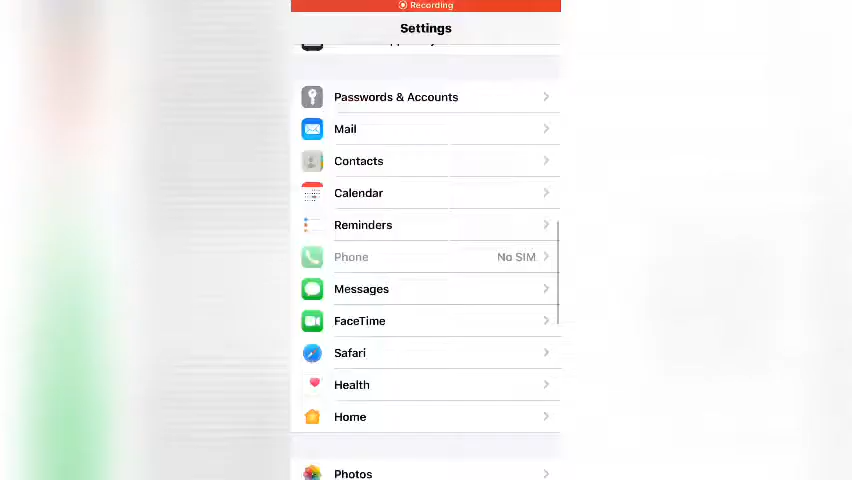 Recording
Settings
Passwords & Accounts
Mail
Contacts
Calendar
Reminders
Phone No SIM
Messages
FaceTime
Safari
Health
Home
Photos